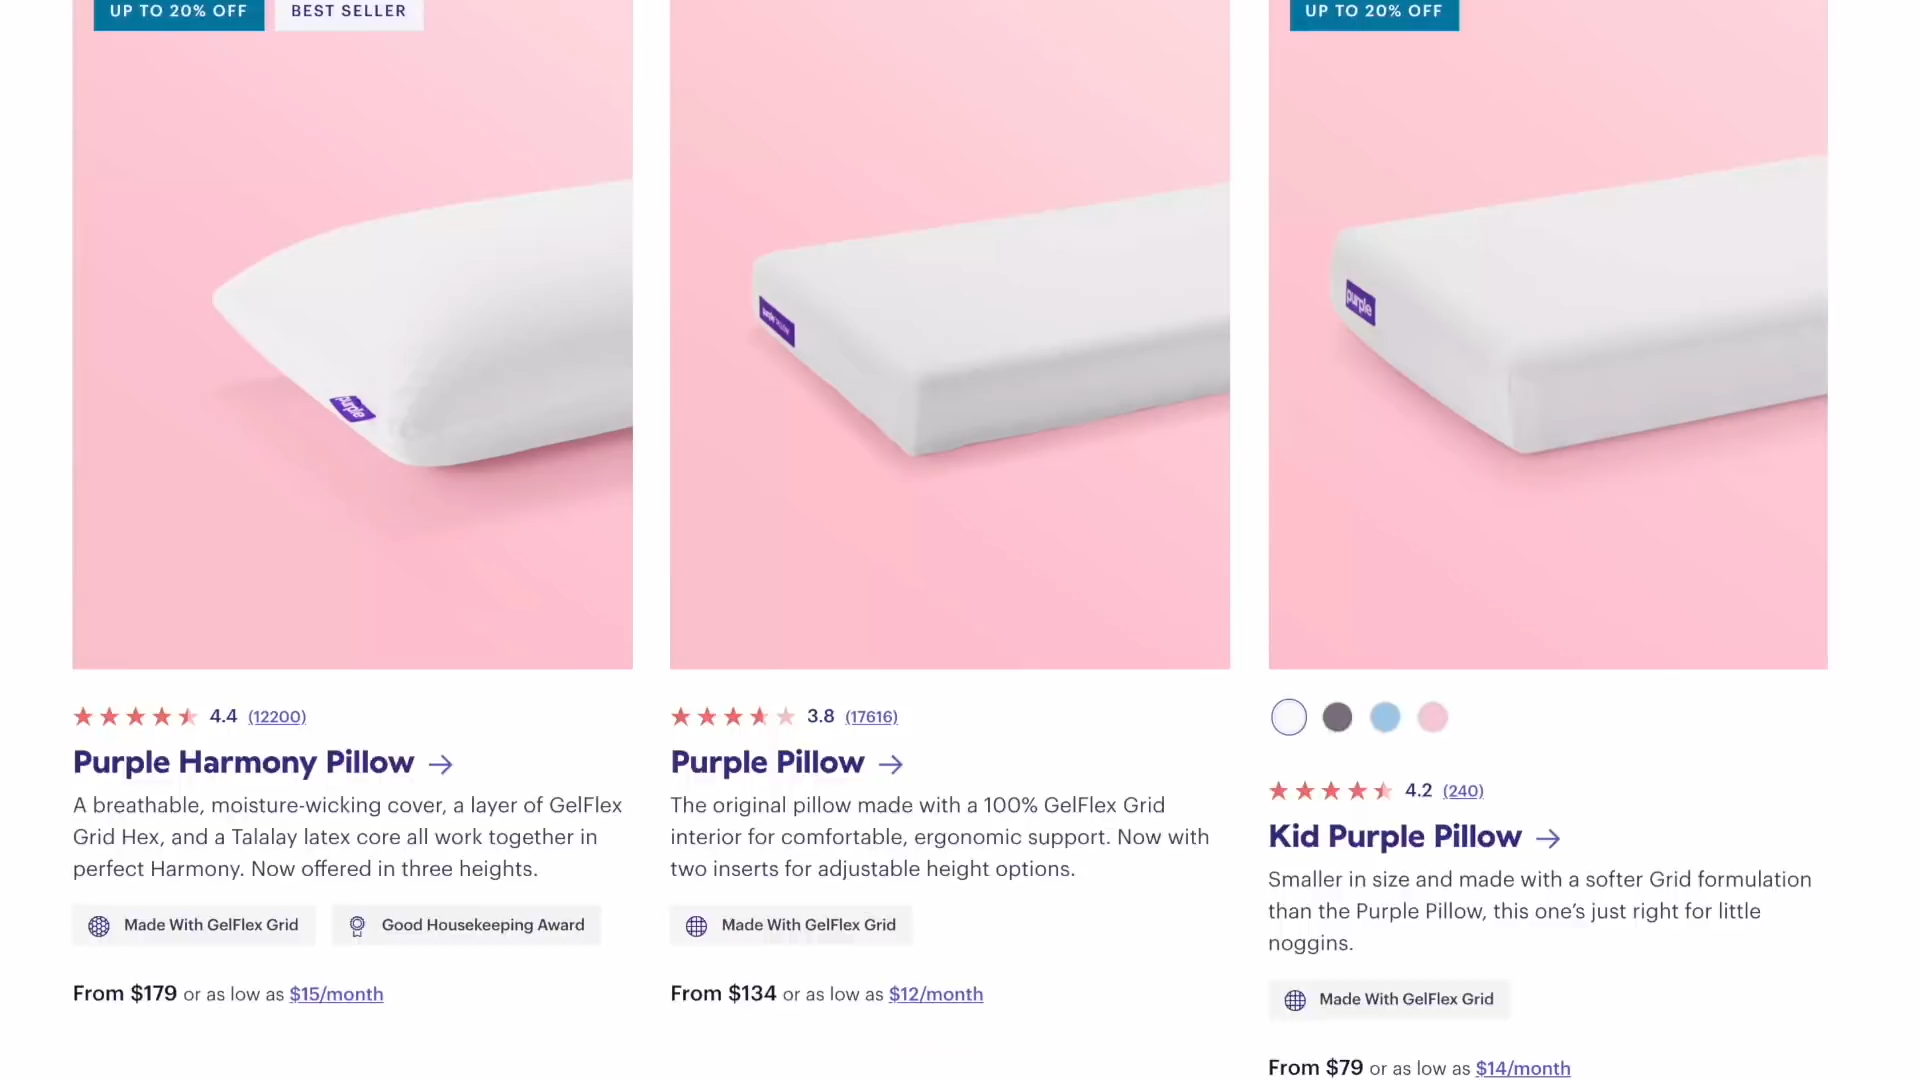 UP TO 20% OFF
BEST SELLER
UP TO 20% OFF
purple
purple
purple
4.4 (12200)
Purple Harmony Pillow
A breathable, moisture-wicking cover, a layer of GelFlex
Grid Hex, and a Talalay latex core all work together in
perfect Harmony. Now offered in three heights.
Made With GelFlex Grid
Good Housekeeping Award
From $179 or as low as $15/month
3.8 (17616)
Purple Pillow
The original pillow made with a 100% GelFlex Grid
interior for comfortable, ergonomic support. Now with
two inserts for adjustable height options.
Made With GelFlex Grid
From $134 or as low as $12/month
4.2 (240)
Kid Purple Pillow
Smaller in size and made with a softer Grid formulation
than the Purple Pillow, this one’s just right for little
noggins.
Made With GelFlex Grid
From $79 or as low as $14/month